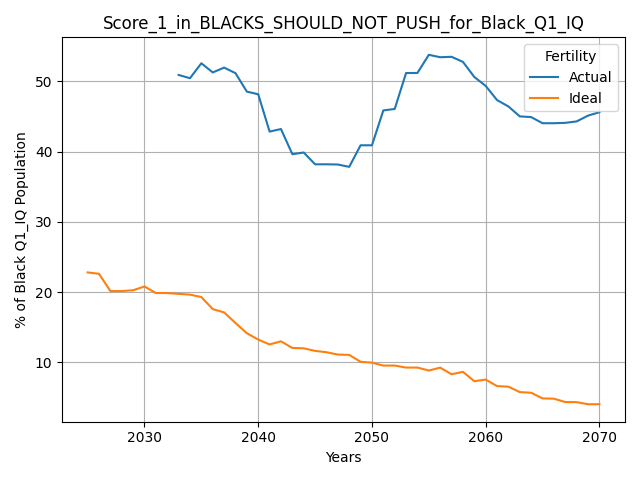 Score_1_in_BLACKS_SHOULD_NOT_PUSH_for_Black_Q1_IQ
Fertility
Actual
Ideal
% of Black Q1_IQ Population
50
40
30
20
10
2030 2040 2050 2060 2070
Years